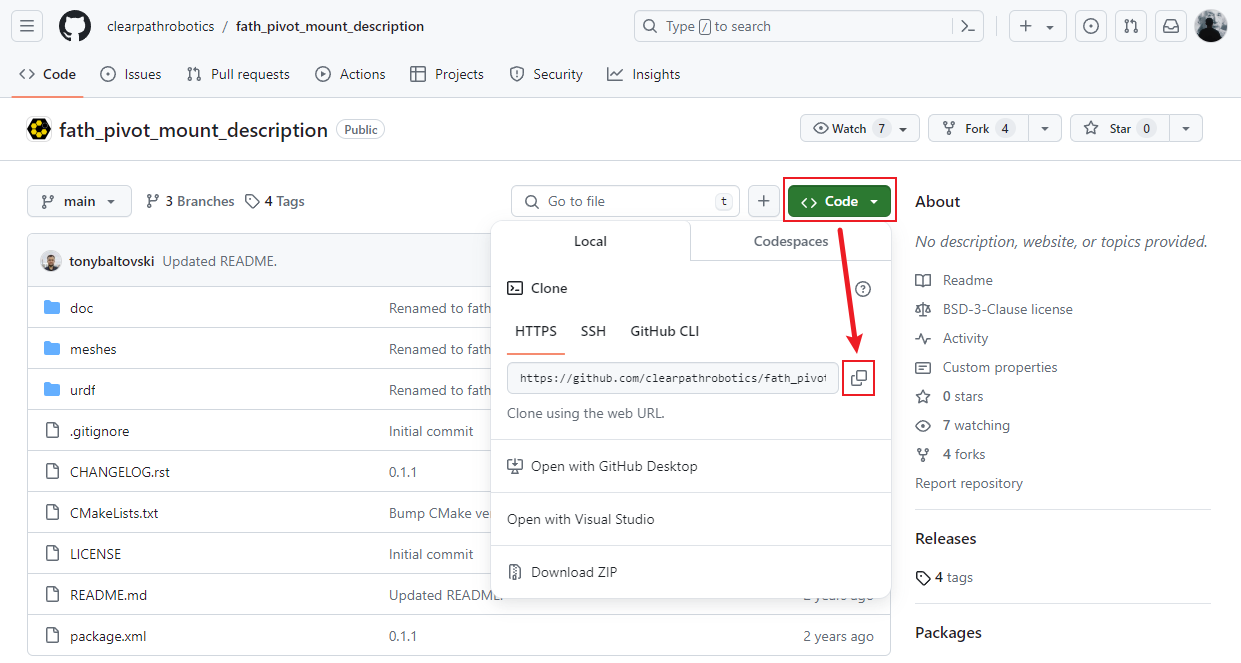 clearpathrobotics / fath_pivot_mount_description
Type / to search
Code Issues Pull requests Actions Projects Security Insights
fath_pivot_mount_description Public
Watch 7 Fork 4 Star 0
main 3 Branches 4 Tags
Go to file t
Code
Local Codespaces
Clone
HTTPS SSH GitHub CLI
https://github.com/clearpathrobotics/fath_pivot
Clone using the web URL.
Open with GitHub Desktop
Open with Visual Studio
Download ZIP
tonybaltovski Updated README.
doc Renamed to fath
meshes Renamed to fath
urdf Renamed to fath
.gitignore Initial commit
CHANGELOG.rst 0.1.1
CMakeLists.txt Bump CMake ve
LICENSE Initial commit
README.md Updated README. 2 years ago
package.xml 0.1.1 2 years ago
About
No description, website, or topics provided.
Readme
BSD-3-Clause license
Activity
Custom properties
0 stars
7 watching
4 forks
Report repository
Releases
4 tags
Packages